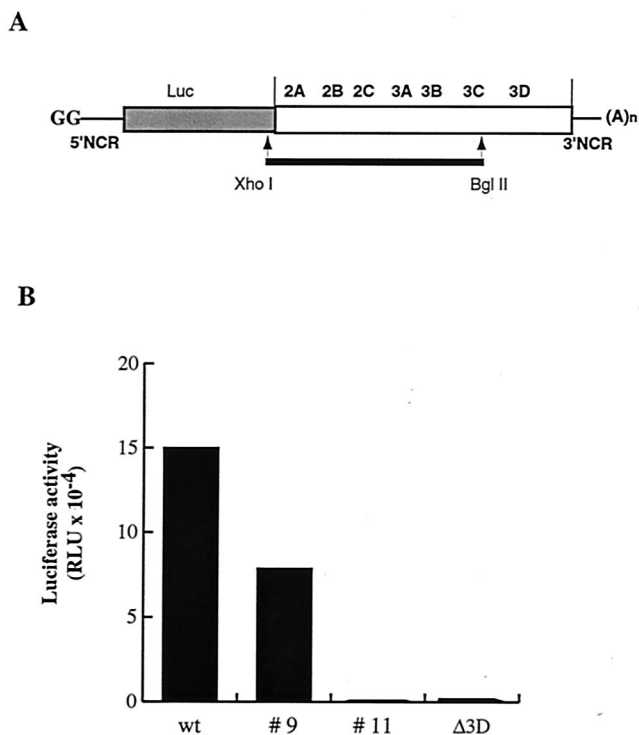 A
Luc 2A 2B 2C 3A 3B 3C 3D
GG (A)n
5'NCR 3'NCR
Xho I Bgl II
B
Luciferase activity
(RLU x 10-4)
20
15
10
5
0
wt # 9 # 11 Δ3D